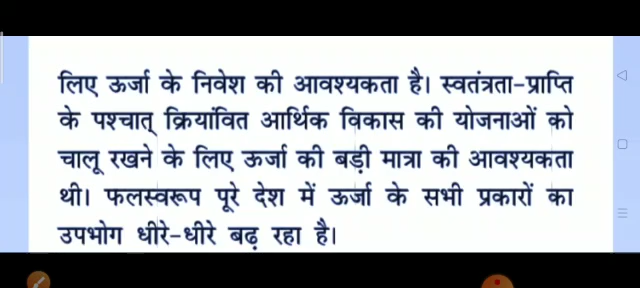 लिए ऊर्जा के निवेश की आवश्यकता है। स्वतंत्रता-प्राप्ति
के पश्चात् क्रियांवित आर्थिक विकास की योजनाओं को
चालू रखने के लिए ऊर्जा की बड़ी मात्रा की आवश्यकता
थी। फलस्वरूप पूरे देश में ऊर्जा के सभी प्रकारों का
उपभोग धीरे-धीरे बढ़ रहा है।